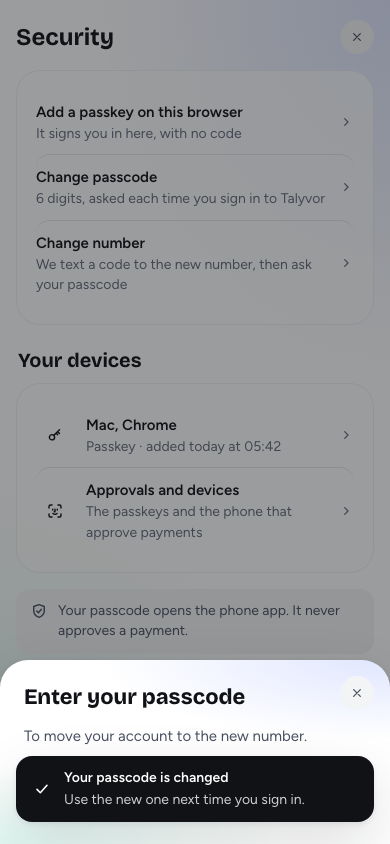 Security
Add a passkey on this browser
It signs you in here, with no code
Change passcode
6 digits, asked each time you sign in to Talyvor
Change number
We text a code to the new number, then ask
your passcode
Your devices
Mac, Chrome
Passkey · added today at 05:42
Approvals and devices
The passkeys and the phone that
approve payments
Your passcode opens the phone app. It never
approves a payment.
Enter your passcode
To move your account to the new number.
Your passcode is changed
Use the new one next time you sign in.